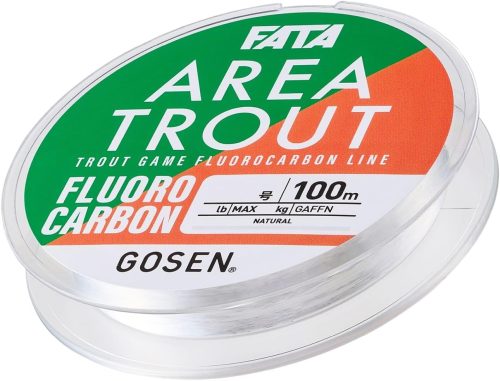 FATA
AREA
TROUT
TROUT GAME FLUOROCARBON LINE
FLUORO
CARBON
号/100m
lb/MAX kg/GAFFN
NATURAL
GOSEN®